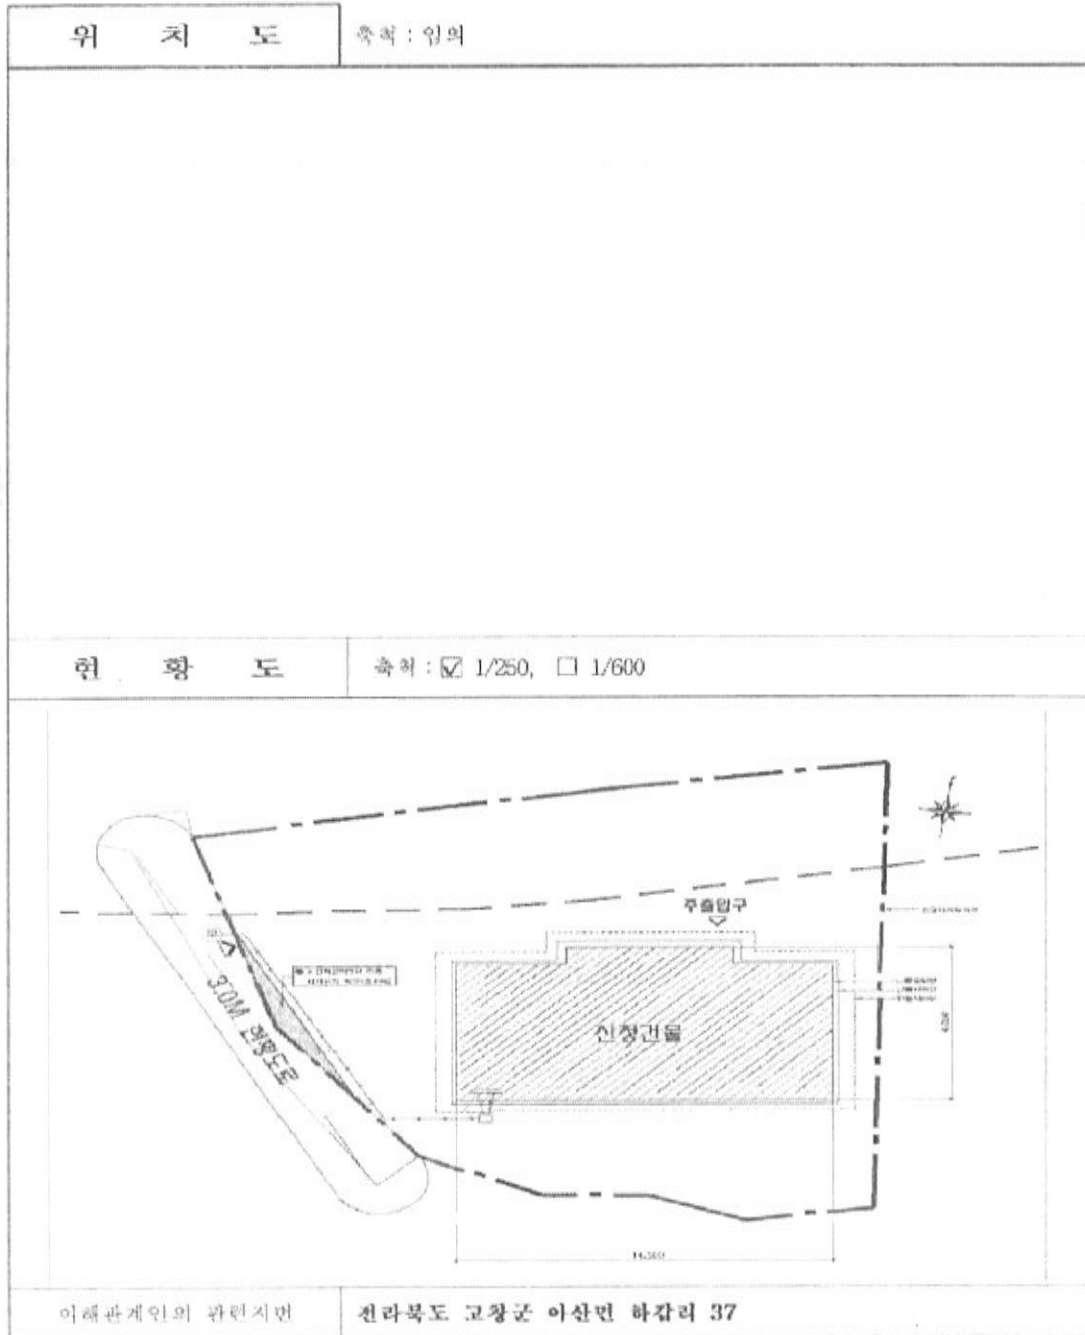 위 치 도
축척 : 임의
현 황 도
축척 : ☑ 1/250, ☐ 1/600
주출입구
3.0M 현황도로
신청건물
이해관계인의 관련지번
전라북도 고창군 아산면 하갑리 37